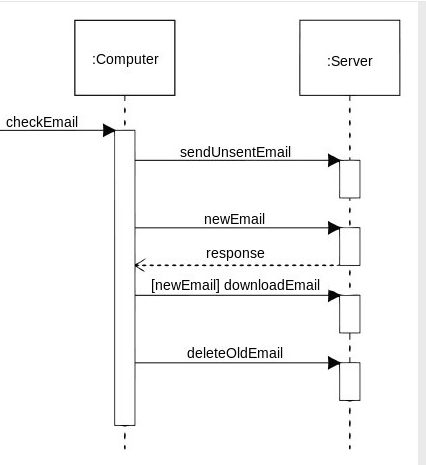 :Computer
:Server
checkEmail
sendUnsentEmail
newEmail
response
[newEmail] downloadEmail
deleteOldEmail